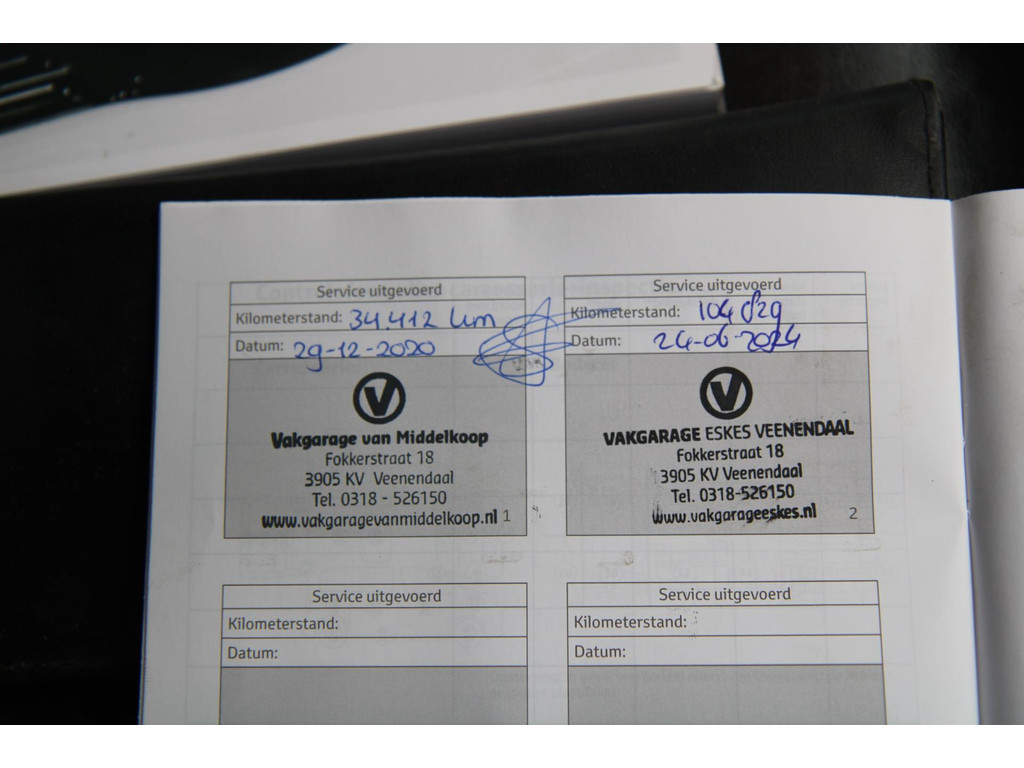 Service uitgevoerd
Kilometerstand: 34.412 km
Datum: 29-12-2020
V
Vakgarage van Middelkoop
Fokkerstraat 18
3905 KV Veenendaal
Tel. 0318 - 526150
www.vakgaragevanmiddelkoop.nl 1
Service uitgevoerd
Kilometerstand: 104 829
Datum: 24-06-2024
V
VAKGARAGE ESKES VEENENDAAL
Fokkerstraat 18
3905 KV Veenendaal
Tel. 0318-526150
www.vakgarageeskes.nl 2
Service uitgevoerd
Kilometerstand:
Datum:
Service uitgevoerd
Kilometerstand:
Datum: